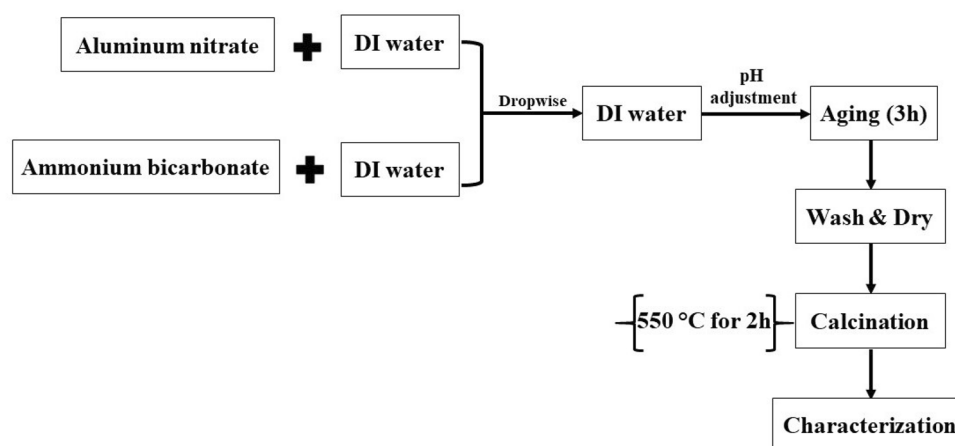 Aluminum nitrate
DI water
Dropwise
DI water
pH
adjustment
Aging (3h)
Ammonium bicarbonate
DI water
Wash & Dry
550 °C for 2h
Calcination
Characterization